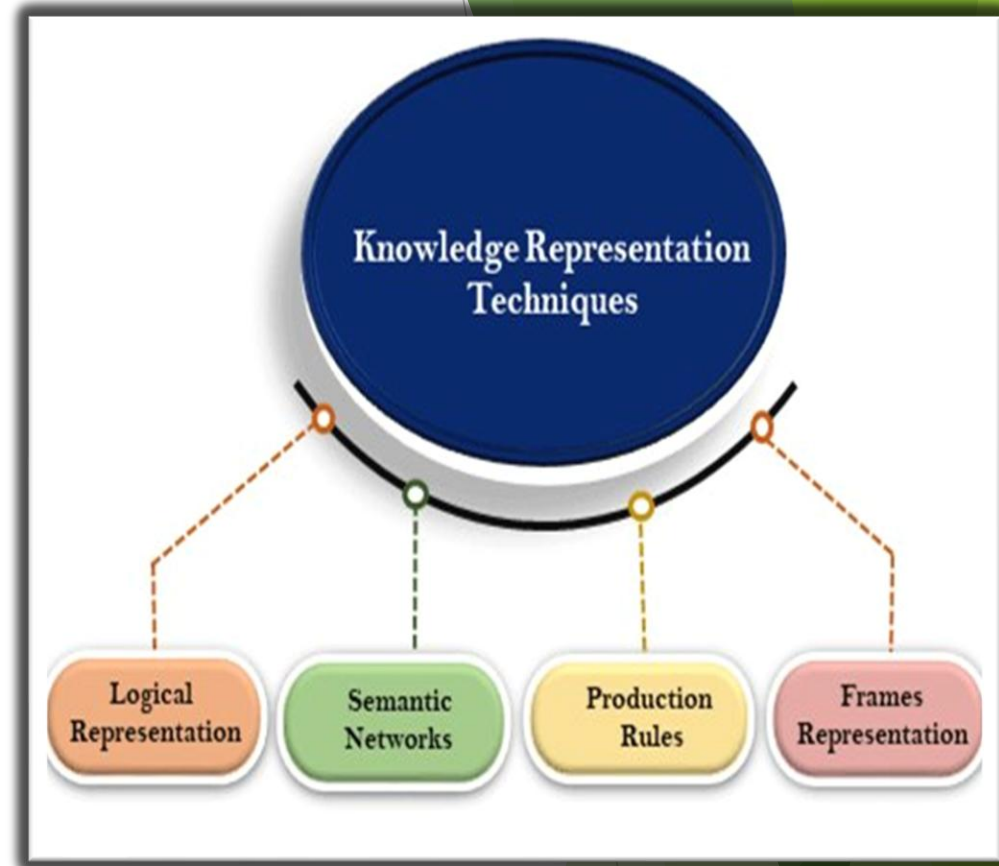 Knowledge Representation
Techniques
Logical
Representation
Semantic
Networks
Production
Rules
Frames
Representation